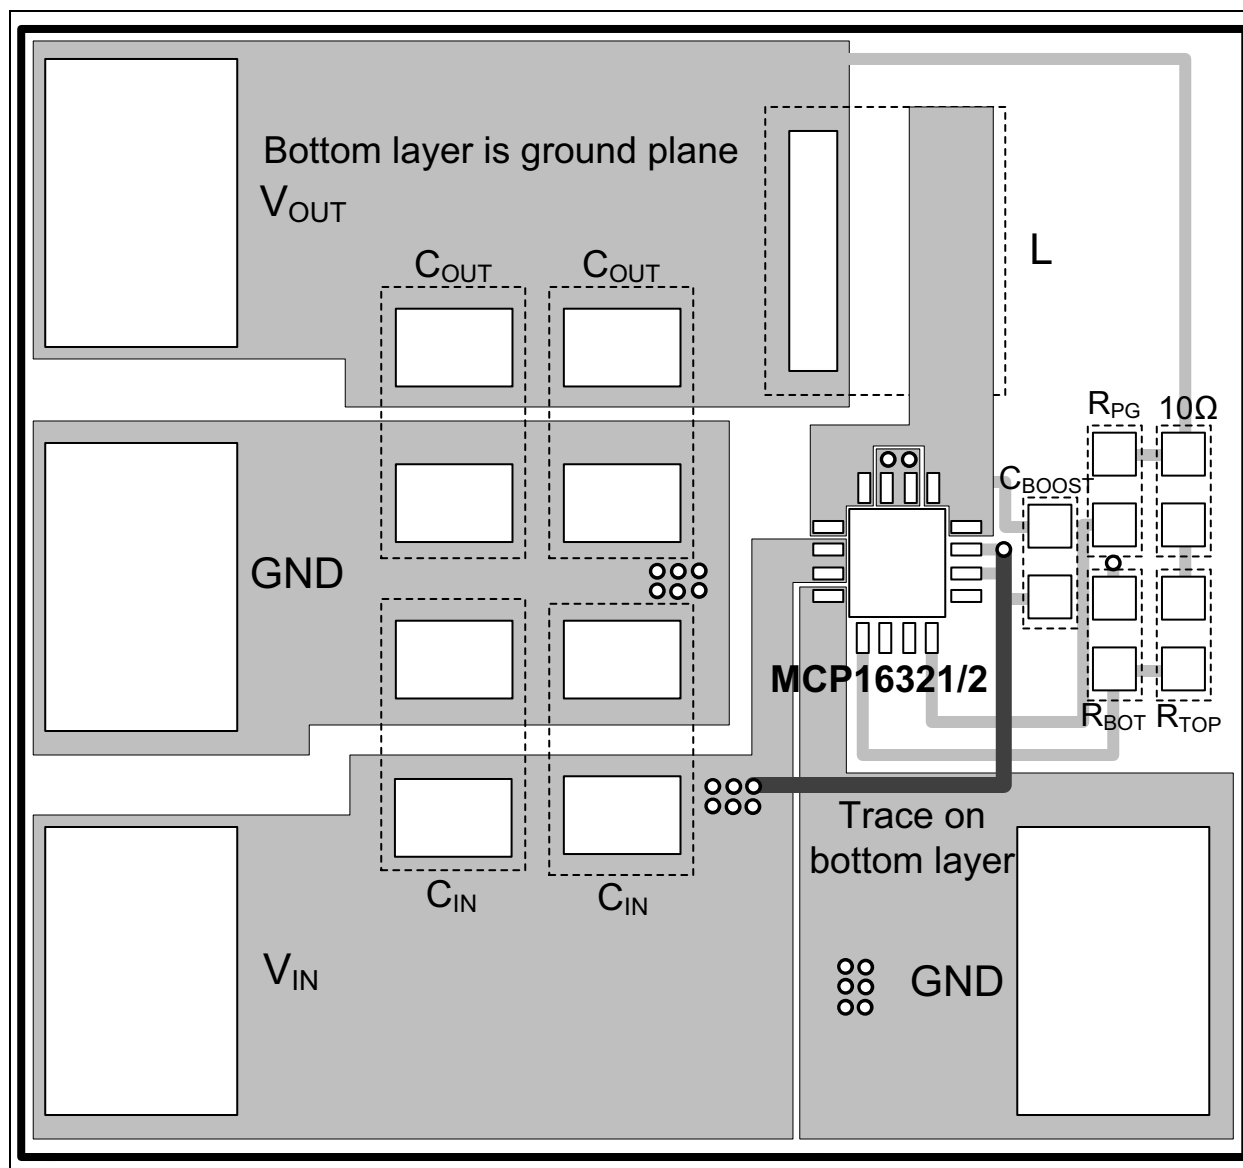 Bottom layer is ground plane
VOUT
COUT
COUT
L
RPG
10Ω
CBOOST
GND
MCP16321/2
RBOT
RTOP
Trace on
bottom layer
CIN
CIN
VIN
GND